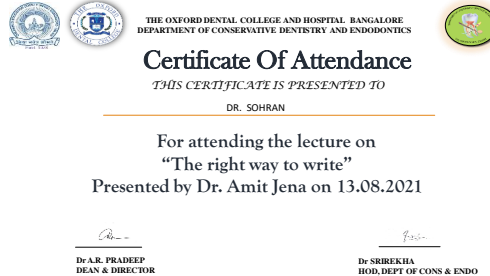 THE OXFORD DENTAL COLLEGE AND HOSPITAL BANGALORE
DEPARTMENT OF CONSERVATIVE DENTISTRY AND ENDODONTICS
Certificate Of Attendance
THIS CERTIFICATE IS PRESENTED TO
DR. SOHRAN
For attending the lecture on
“The right way to write”
Presented by Dr. Amit Jena on 13.08.2021
Dr A.R. PRADEEP
DEAN & DIRECTOR
Dr SRIREKHA
HOD, DEPT OF CONS & ENDO